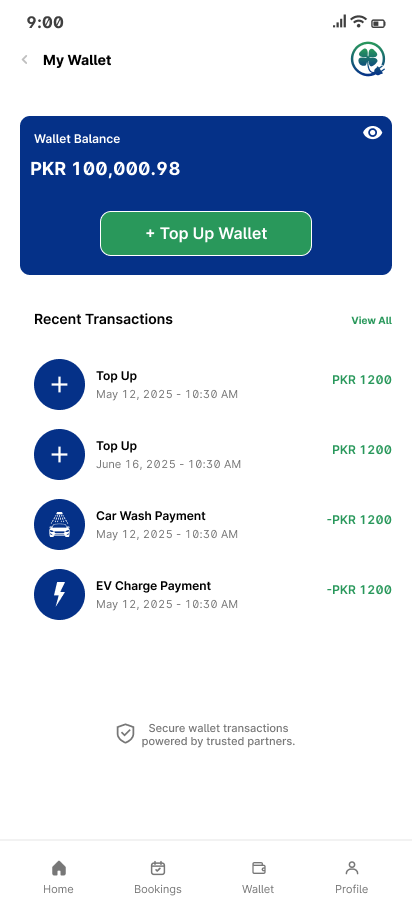 9:00
My Wallet
Wallet Balance
PKR 100,000.98
+ Top Up Wallet
Recent Transactions
View All
Top Up
PKR 1200
May 12, 2025 - 10:30 AM
Top Up
PKR 1200
June 16, 2025 - 10:30 AM
Car Wash Payment
-PKR 1200
May 12, 2025 - 10:30 AM
EV Charge Payment
-PKR 1200
May 12, 2025 - 10:30 AM
Secure wallet transactions
powered by trusted partners.
Home
Bookings
Wallet
Profile